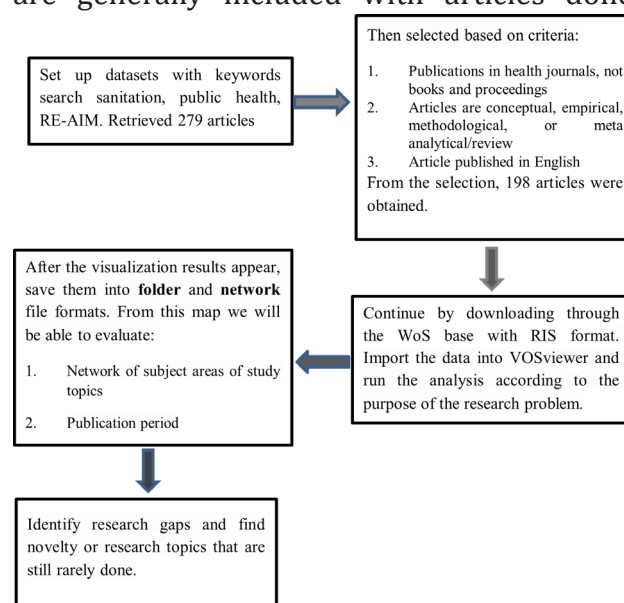 are generally included with articles done
Set up datasets with keywords
search sanitation, public health,
RE-AIM. Retrieved 279 articles
Then selected based on criteria:
1. Publications in health journals, not
books and proceedings
2. Articles are conceptual, empirical,
methodological, or meta
analytical/review
3. Article published in English
From the selection, 198 articles were
obtained.
Continue by downloading through
the WoS base with RIS format.
Import the data into VOSviewer and
run the analysis according to the
purpose of the research problem.
After the visualization results appear,
save them into folder and network
file formats. From this map we will
be able to evaluate:
1. Network of subject areas of study
topics
2. Publication period
Identify research gaps and find
novelty or research topics that are
still rarely done.